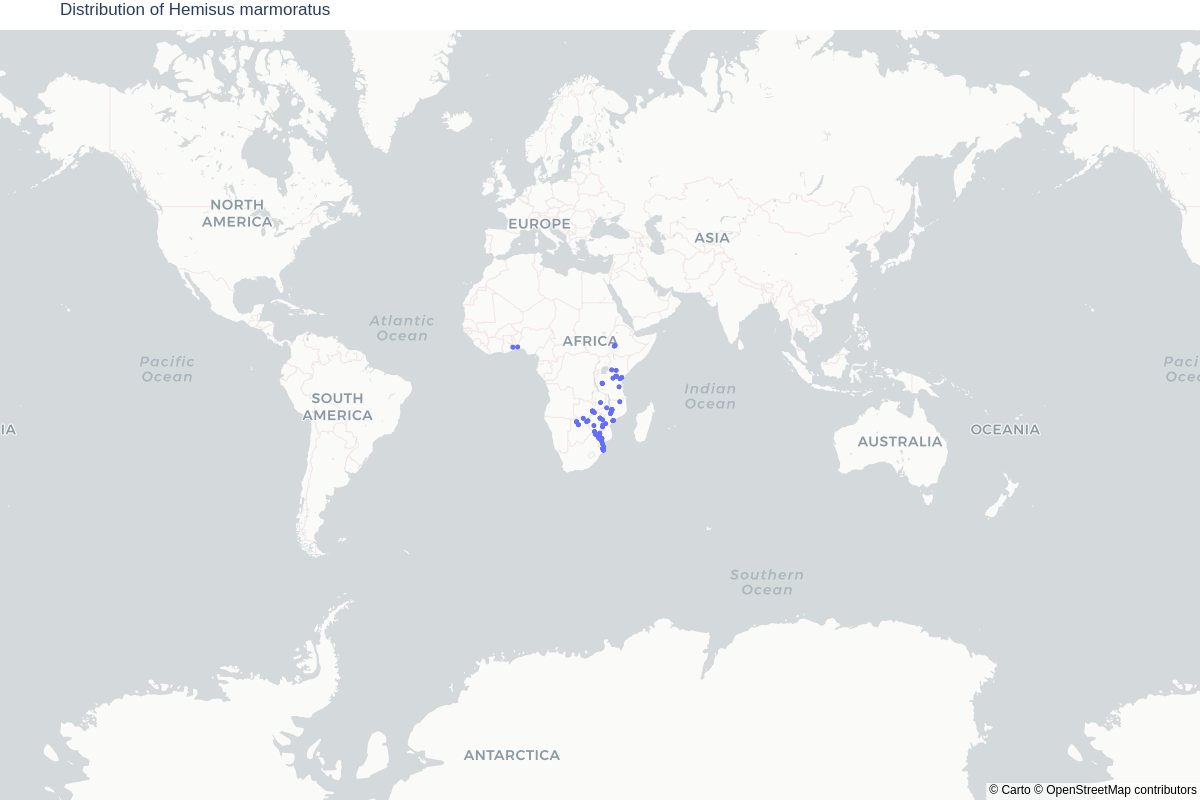 Distribution of Hemisus marmoratus
NORTH
AMERICA
EUROPE
ASIA
Atlantic
Ocean
AFRICA
Pacific
Ocean
Paci
Ocea
Indian
Ocean
SOUTH
AMERICA
IA
OCEANIA
AUSTRALIA
Southern
Ocean
ANTARCTICA
© Carto © OpenStreetMap contributors